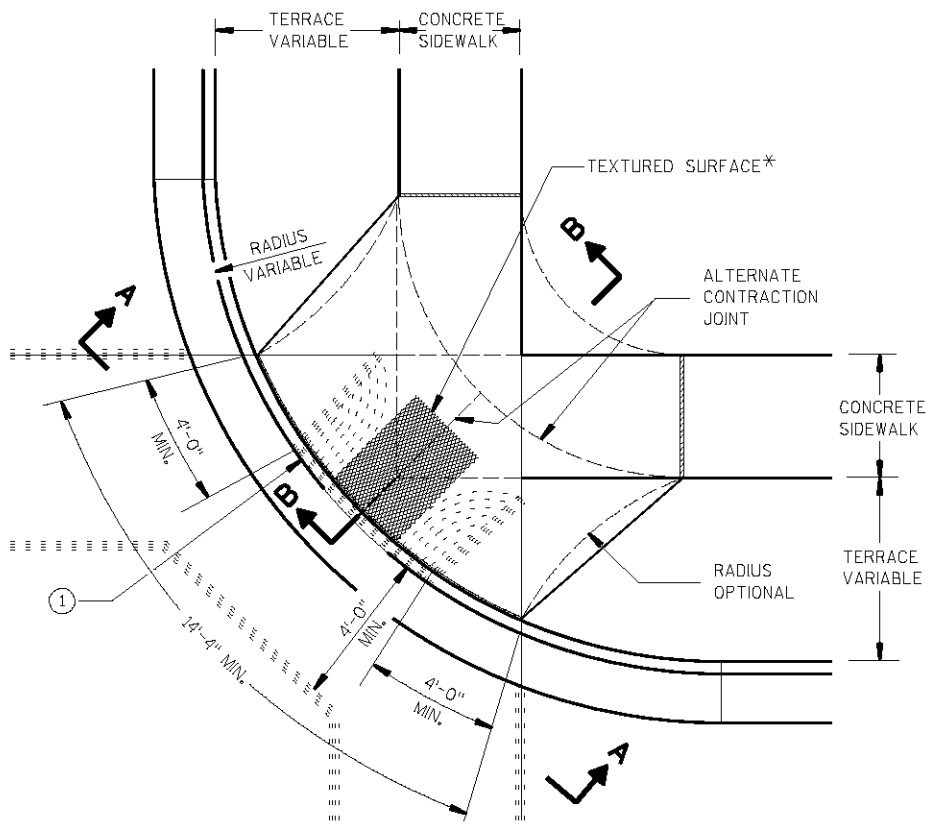 TERRACE
VARIABLE
CONCRETE
SIDEWALK
TEXTURED SURFACE*
B
RADIUS
VARIABLE
A
ALTERNATE
CONTRACTION
JOINT
CONCRETE
SIDEWALK
4'-0"
MIN.
B
1
14'-4" MIN.
4'-0"
MIN.
4'-0"
MIN.
RADIUS
OPTIONAL
TERRACE
VARIABLE
A